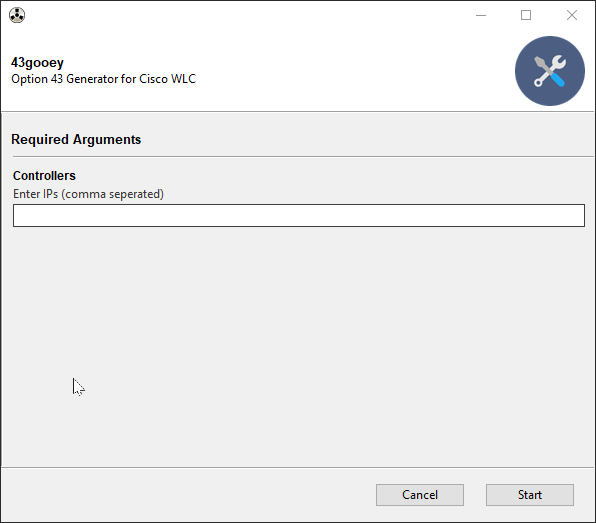 43gooey
Option 43 Generator for Cisco WLC
Required Arguments
Controllers
Enter IPs (comma seperated)
Cancel
Start